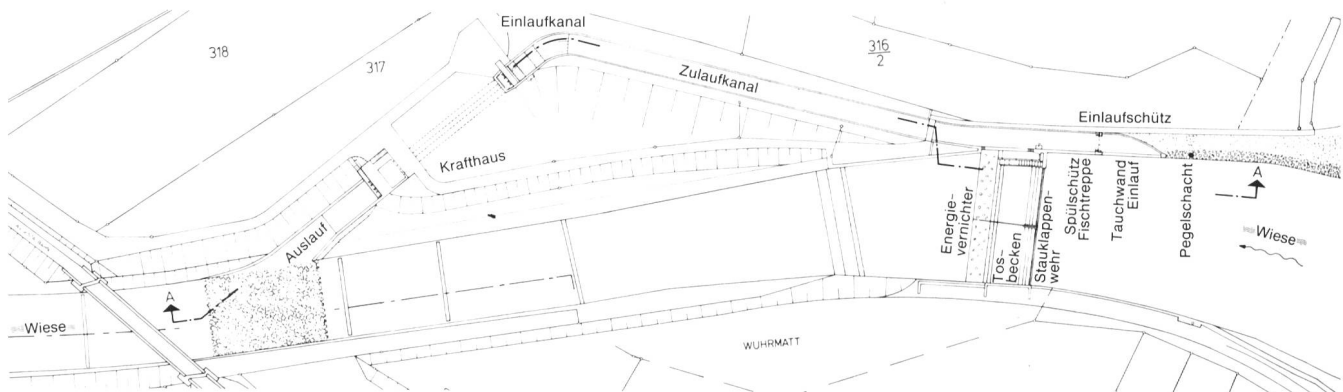 Einlaufkanal
318
317
316
2
Zulaufkanal
Einlaufschütz
Krafthaus
Auslauf
A
Wiese
Energie-
vernichter
Tos-
becken
Stauklappen-
wehr
Spülschütz
Fischtreppe
Tauchwand
Einlauf
Pegelschacht
A
Wiese
WUHRMATT